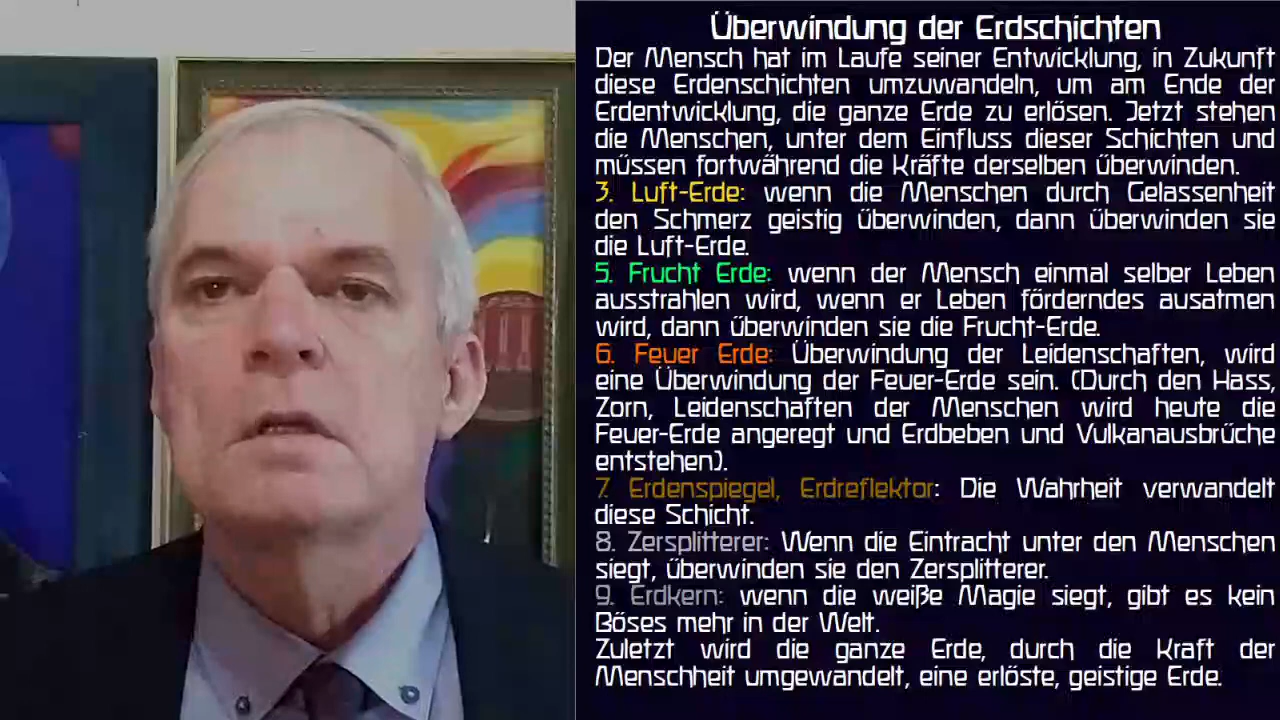 Überwindung der Erdschichten
Der Mensch hat im Laufe seiner Entwicklung, in Zukunft
diese Erdenschichten umzuwandeln, um am Ende der
Erdentwicklung, die ganze Erde zu erlösen. Jetzt stehen
die Menschen, unter dem Einfluss dieser Schichten und
müssen fortwährend die Kräfte derselben überwinden.
3. Luft-Erde: wenn die Menschen durch Gelassenheit
den Schmerz geistig überwinden, dann überwinden sie
die Luft-Erde.
5. Frucht Erde: wenn der Mensch einmal selber Leben
ausstrahlen wird, wenn er Leben förderndes ausatmen
wird, dann überwinden sie die Frucht-Erde.
6. Feuer Erde: Überwindung der Leidenschaften, wird
eine Überwindung der Feuer-Erde sein. (Durch den Hass,
Zorn, Leidenschaften der Menschen wird heute die
Feuer-Erde angeregt und Erdbeben und Vulkanausbrüche
entstehen).
7. Erdenspiegel, Erdreflektor: Die Wahrheit verwandelt
diese Schicht.
8. Zersplitterer: Wenn die Eintracht unter den Menschen
siegt, überwinden sie den Zersplitterer.
9. Erdkern: wenn die weiße Magie siegt, gibt es kein
Böses mehr in der Welt.
Zuletzt wird die ganze Erde, durch die Kraft der
Menschheit umgewandelt, eine erlöste, geistige Erde.